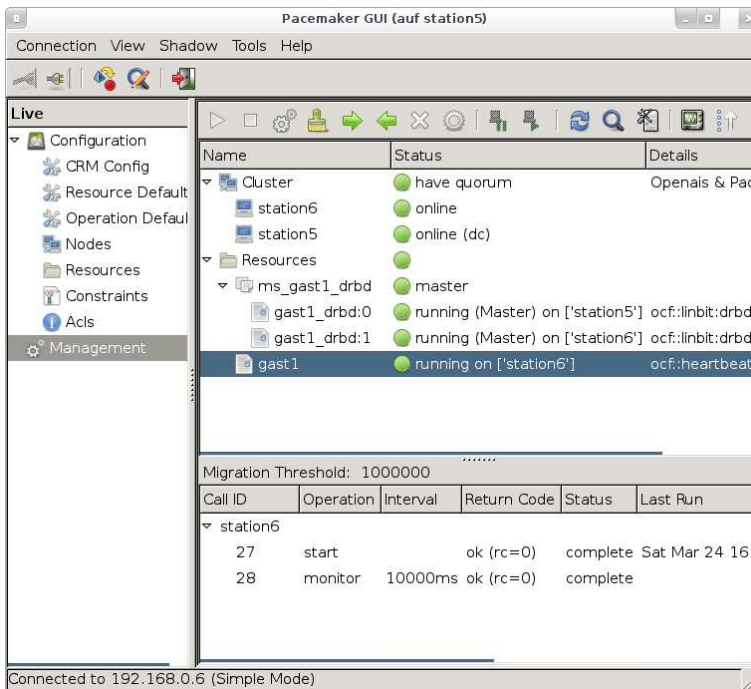 Pacemaker GUI (auf station5)
Connection View Shadow Tools Help
Live
Configuration
CRM Config
Resource Default
Operation Defaul
Nodes
Resources
Constraints
Acls
Management
Name Status Details
Cluster have quorum Openais & Pac
station6 online
station5 online (dc)
Resources
ms_gast1_drbd master
gast1_drbd:0 running (Master) on ['station5'] ocf::linbit:drbd
gast1_drbd:1 running (Master) on ['station6'] ocf::linbit:drbd
gast1 running on ['station6'] ocf::heartbeat
Migration Threshold: 1000000
Call ID Operation Interval Return Code Status Last Run
station6
27 start ok (rc=0) complete Sat Mar 24 16
28 monitor 10000ms ok (rc=0) complete
Connected to 192.168.0.6 (Simple Mode)